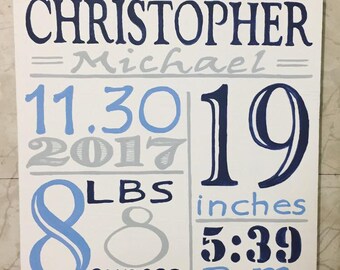 CHRISTOPHER
Michael
11.30
2017
8 LBS
8
19
inches
5:39